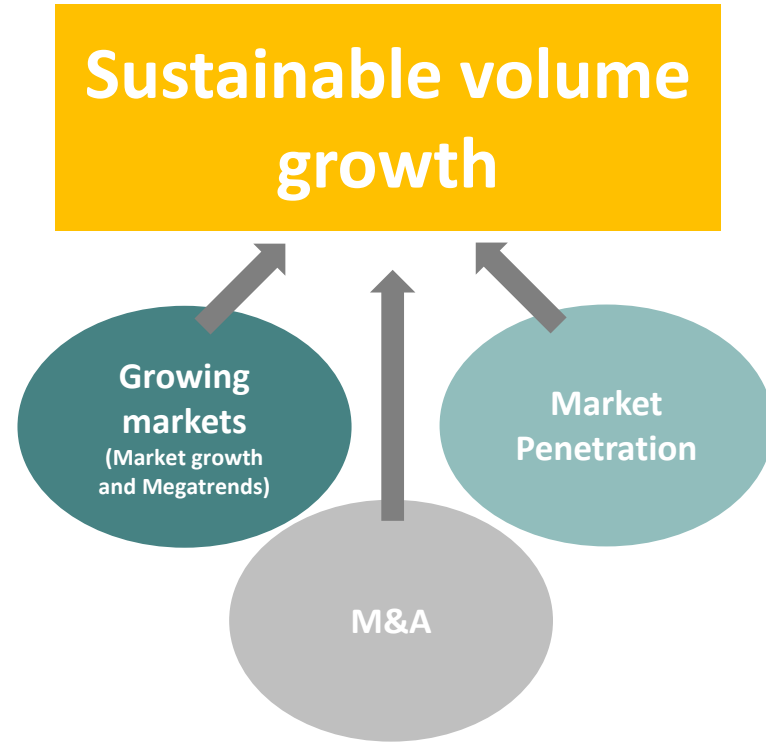 Sustainable volume
growth
Growing
markets
(Market growth
and Megatrends)
Market
Penetration
M&A